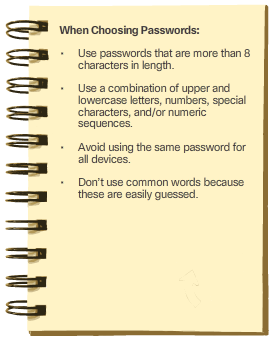 When Choosing Passwords:
· Use passwords that are more than 8
characters in length.
· Use a combination of upper and
lowercase letters, numbers, special
characters, and/or numeric
sequences.
· Avoid using the same password for
all devices.
· Don’t use common words because
these are easily guessed.